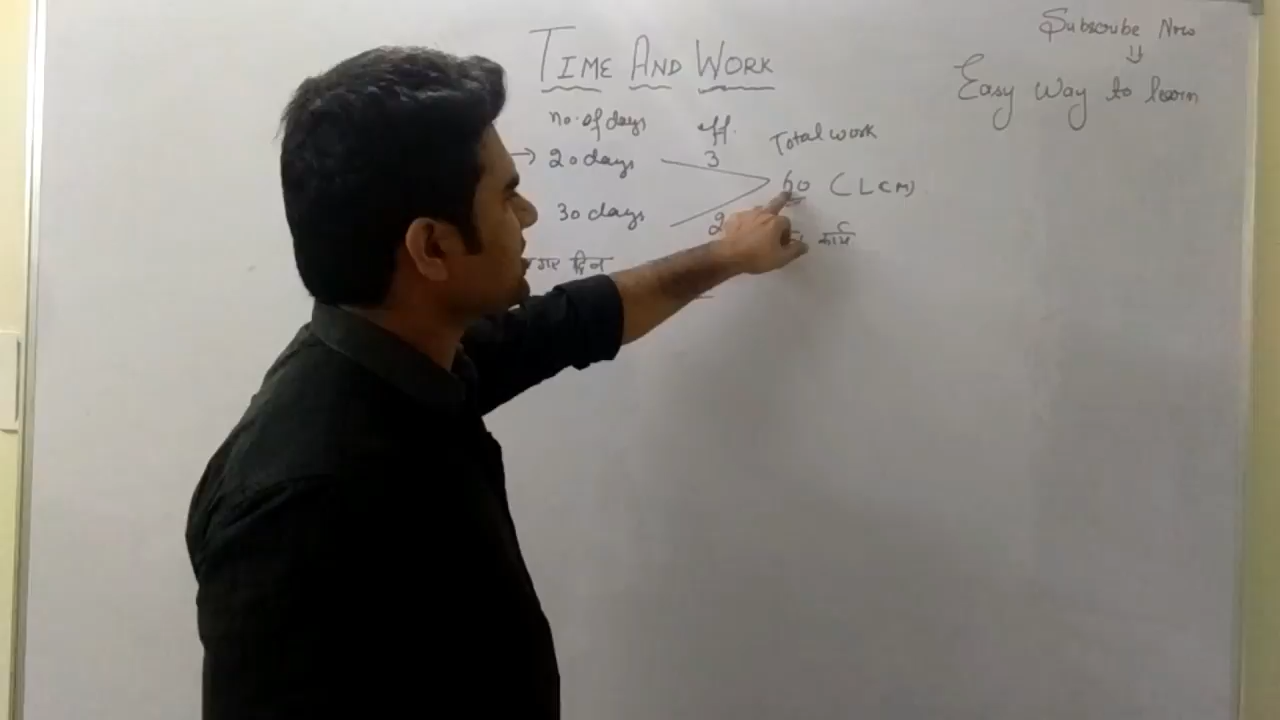 Subscribe Now
⇓
Easy Way to learn
TIME AND WORK
no. of days eff. Total work
→ 20 days 3
60 (LCM)
30 days 2
दिन
काम